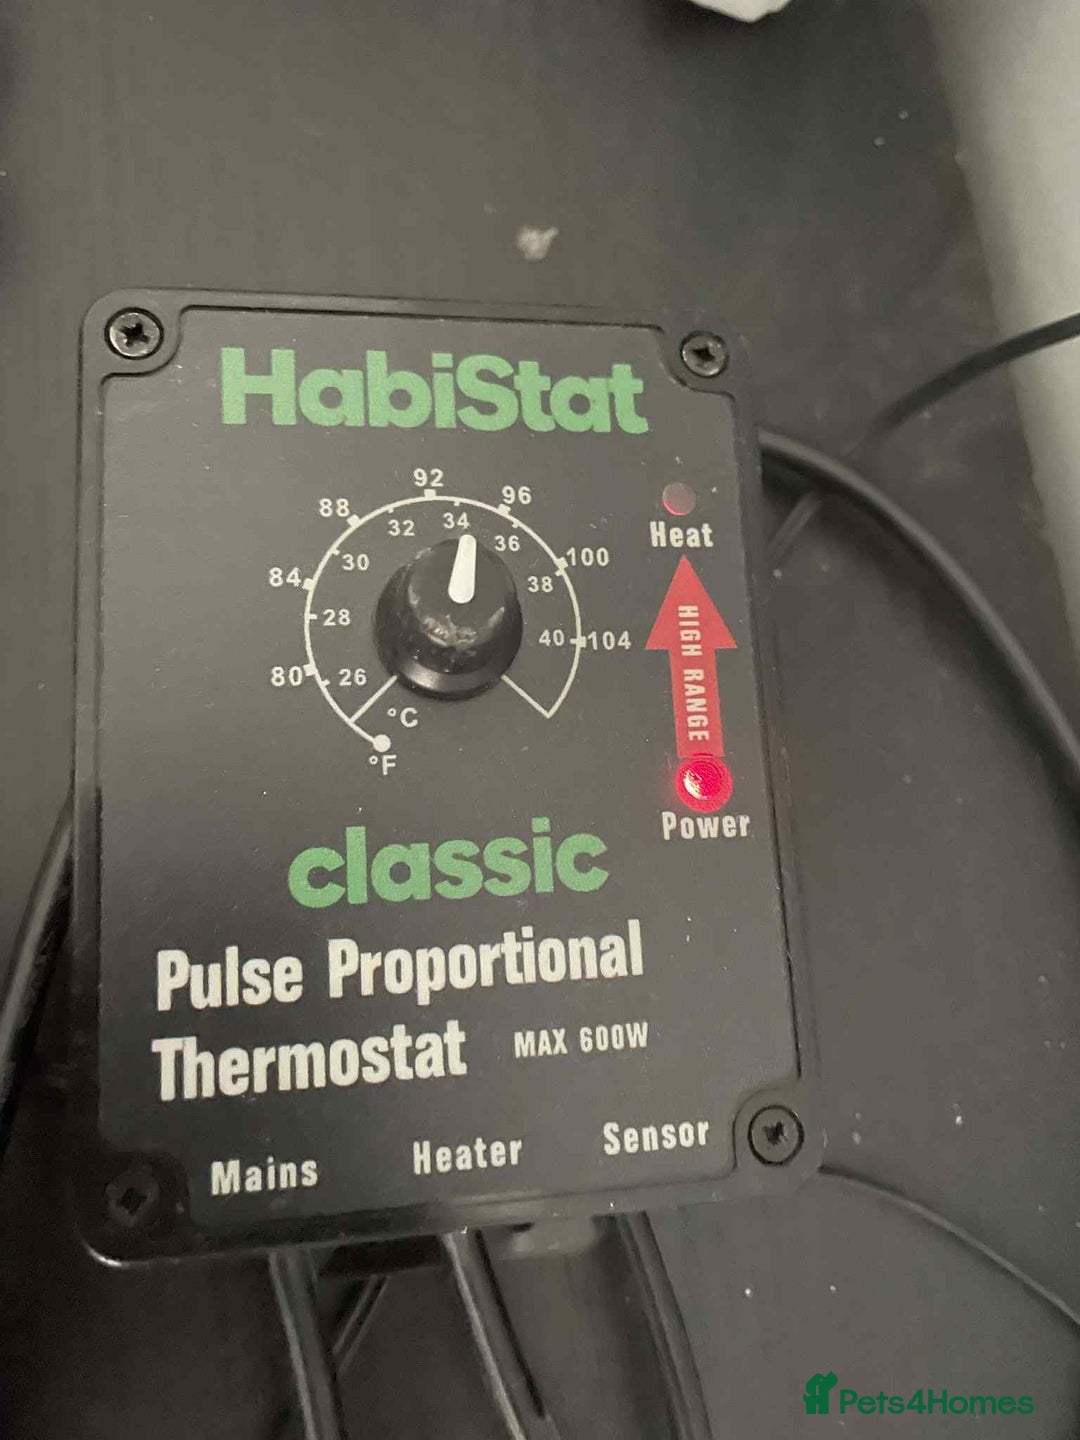 HabiStat
92
88
96
34
32
36
Heat
84
30
100
38
28
40
104
HIGH RANGE
80
26
°C
°F
Power
classic
Pulse Proportional
Thermostat MAX 600W
Mains
Heater
Sensor
Pets4Homes